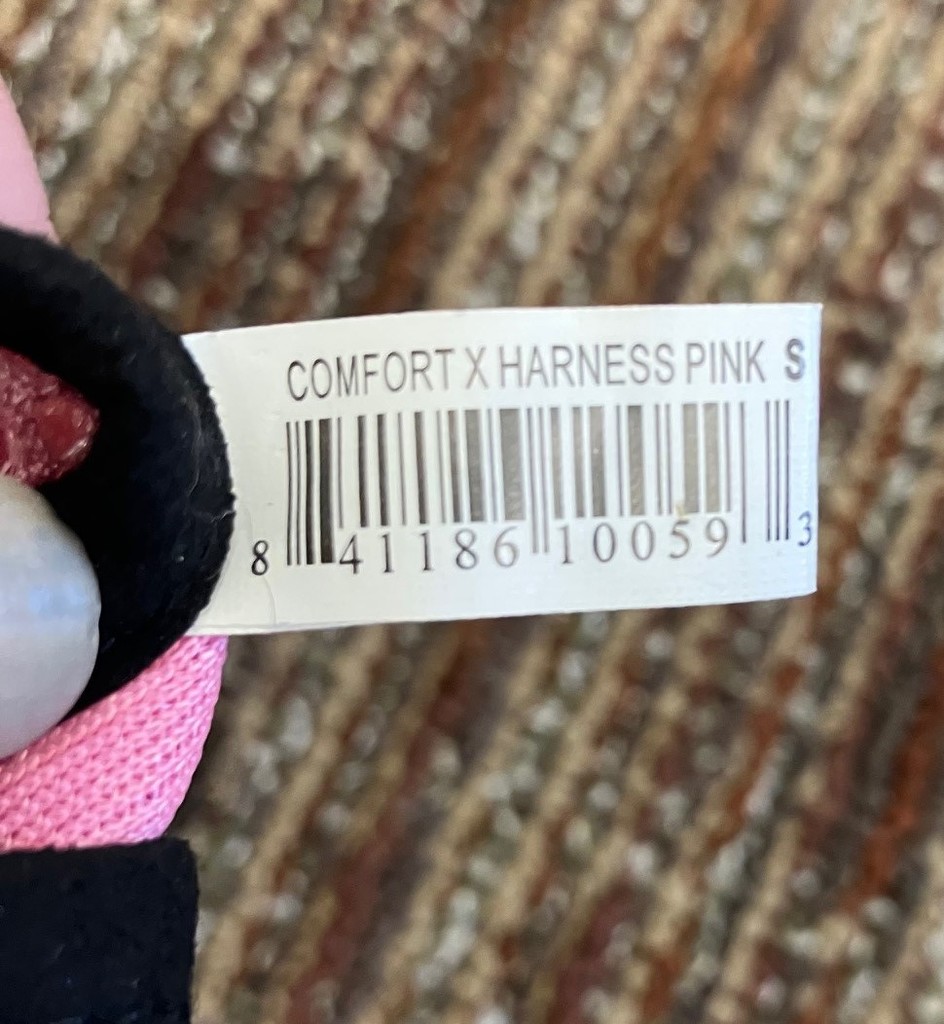 COMFORT X HARNESS PINK S
8 41186 10059 3